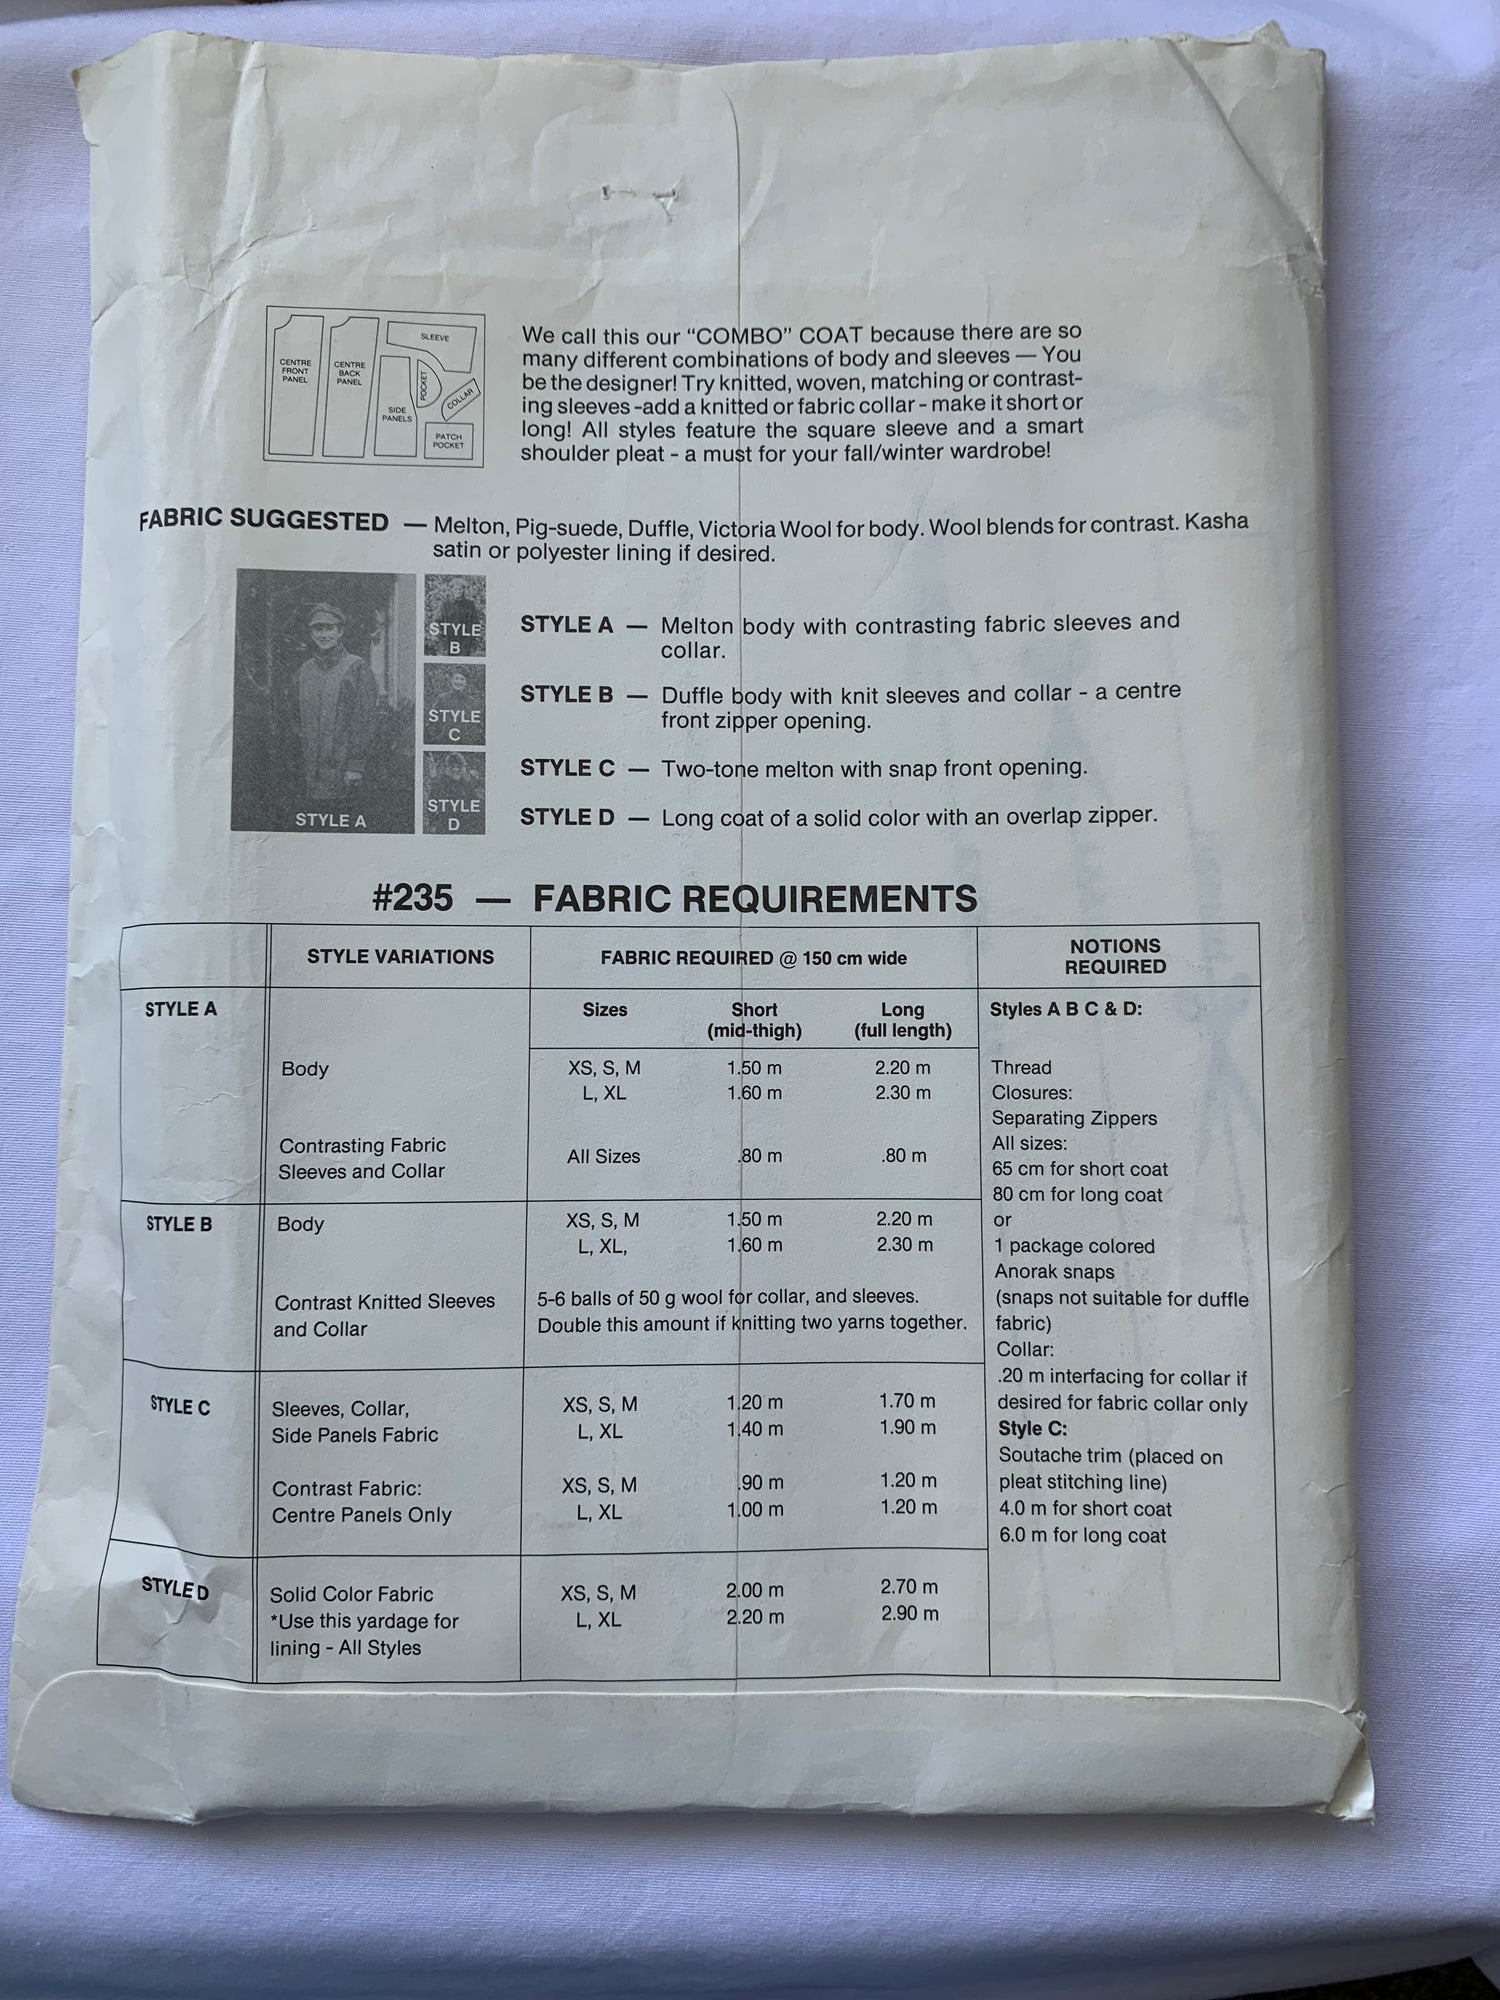 CENTRE
FRONT
PANEL
CENTRE
BACK
PANEL
SLEEVE
SIDE
PANELS
POCKET
COLLAR
PATCH
POCKET
We call this our “COMBO” COAT because there are so
many different combinations of body and sleeves — You
be the designer! Try knitted, woven, matching or contrast-
ing sleeves -add a knitted or fabric collar - make it short or
long! All styles feature the square sleeve and a smart
shoulder pleat - a must for your fall/winter wardrobe!
FABRIC SUGGESTED — Melton, Pig-suede, Duffle, Victoria Wool for body. Wool blends for contrast. Kasha
satin or polyester lining if desired.
STYLE A
STYLE
B
STYLE
C
STYLE
D
STYLE A — Melton body with contrasting fabric sleeves and
collar.
STYLE B — Duffle body with knit sleeves and collar - a centre
front zipper opening.
STYLE C — Two-tone melton with snap front opening.
STYLE D — Long coat of a solid color with an overlap zipper.
#235 — FABRIC REQUIREMENTS
STYLE VARIATIONS
FABRIC REQUIRED @ 150 cm wide
NOTIONS
REQUIRED
STYLE A
Sizes
Short
(mid-thigh)
Long
(full length)
Body
XS, S, M 1.50 m 2.20 m
L, XL 1.60 m 2.30 m
Contrasting Fabric
Sleeves and Collar
All Sizes .80 m .80 m
STYLE B
Body
XS, S, M 1.50 m 2.20 m
L, XL, 1.60 m 2.30 m
Contrast Knitted Sleeves
and Collar
5-6 balls of 50 g wool for collar, and sleeves.
Double this amount if knitting two yarns together.
STYLE C
Sleeves, Collar,
Side Panels Fabric
XS, S, M 1.20 m 1.70 m
L, XL 1.40 m 1.90 m
Contrast Fabric:
Centre Panels Only
XS, S, M .90 m 1.20 m
L, XL 1.00 m 1.20 m
STYLE D
Solid Color Fabric
*Use this yardage for
lining - All Styles
XS, S, M 2.00 m 2.70 m
L, XL 2.20 m 2.90 m
Styles A B C & D:
Thread
Closures:
Separating Zippers
All sizes:
65 cm for short coat
80 cm for long coat
or
1 package colored
Anorak snaps
(snaps not suitable for duffle
fabric)
Collar:
.20 m interfacing for collar if
desired for fabric collar only
Style C:
Soutache trim (placed on
pleat stitching line)
4.0 m for short coat
6.0 m for long coat